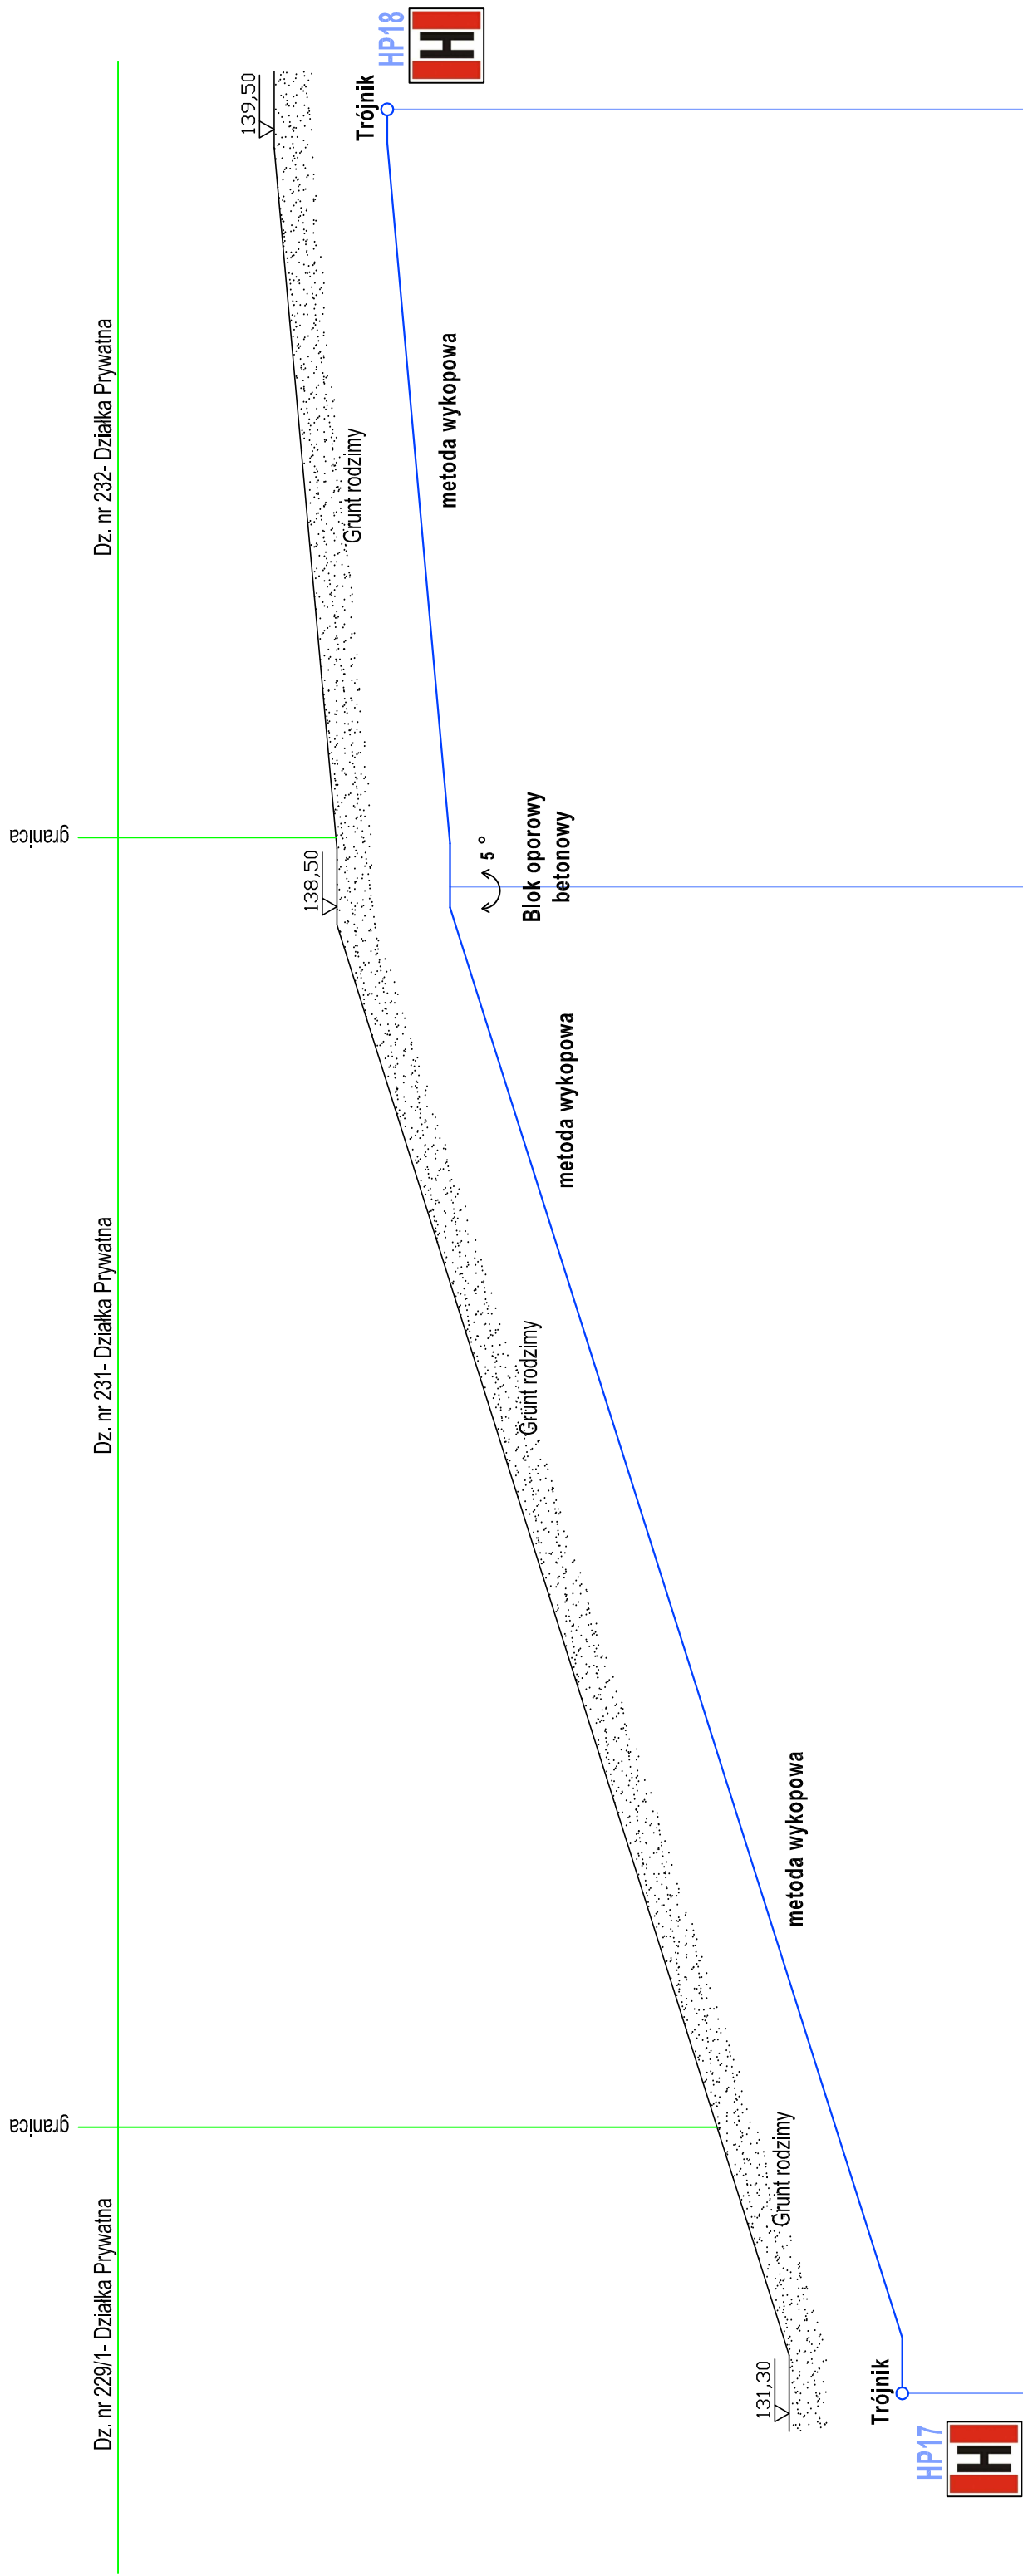 Dz. nr 229/1- Działka Prywatna
granica
Dz. nr 231- Działka Prywatna
granica
Dz. nr 232- Działka Prywatna
139,50
138,50
131,30
Trójnik
HP18
H
metoda wykopowa
Grunt rodzimy
5 °
Blok oporowy
betonowy
metoda wykopowa
Grunt rodzimy
metoda wykopowa
Grunt rodzimy
Trójnik
HP17
H